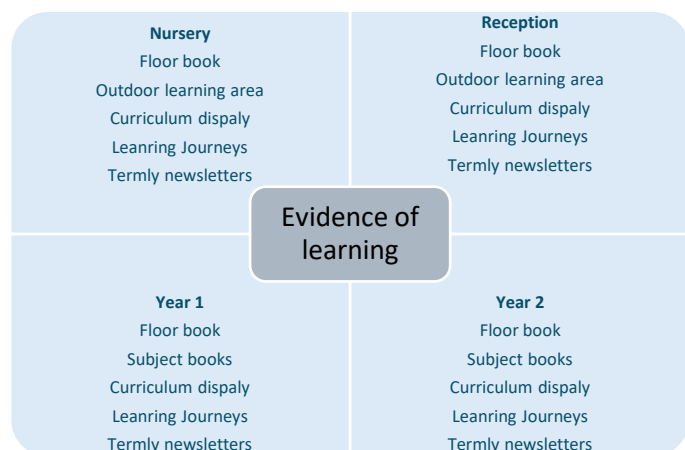 Nursery
Floor book
Outdoor learning area
Curriculum dispaly
Leanring Journeys
Termly newsletters
Reception
Floor book
Outdoor learning area
Curriculum dispaly
Leanring Journeys
Termly newsletters
Evidence of
learning
Year 1
Floor book
Subject books
Curriculum dispaly
Leanring Journeys
Termly newsletters
Year 2
Floor book
Subject books
Curriculum dispaly
Leanring Journeys
Termly newsletters